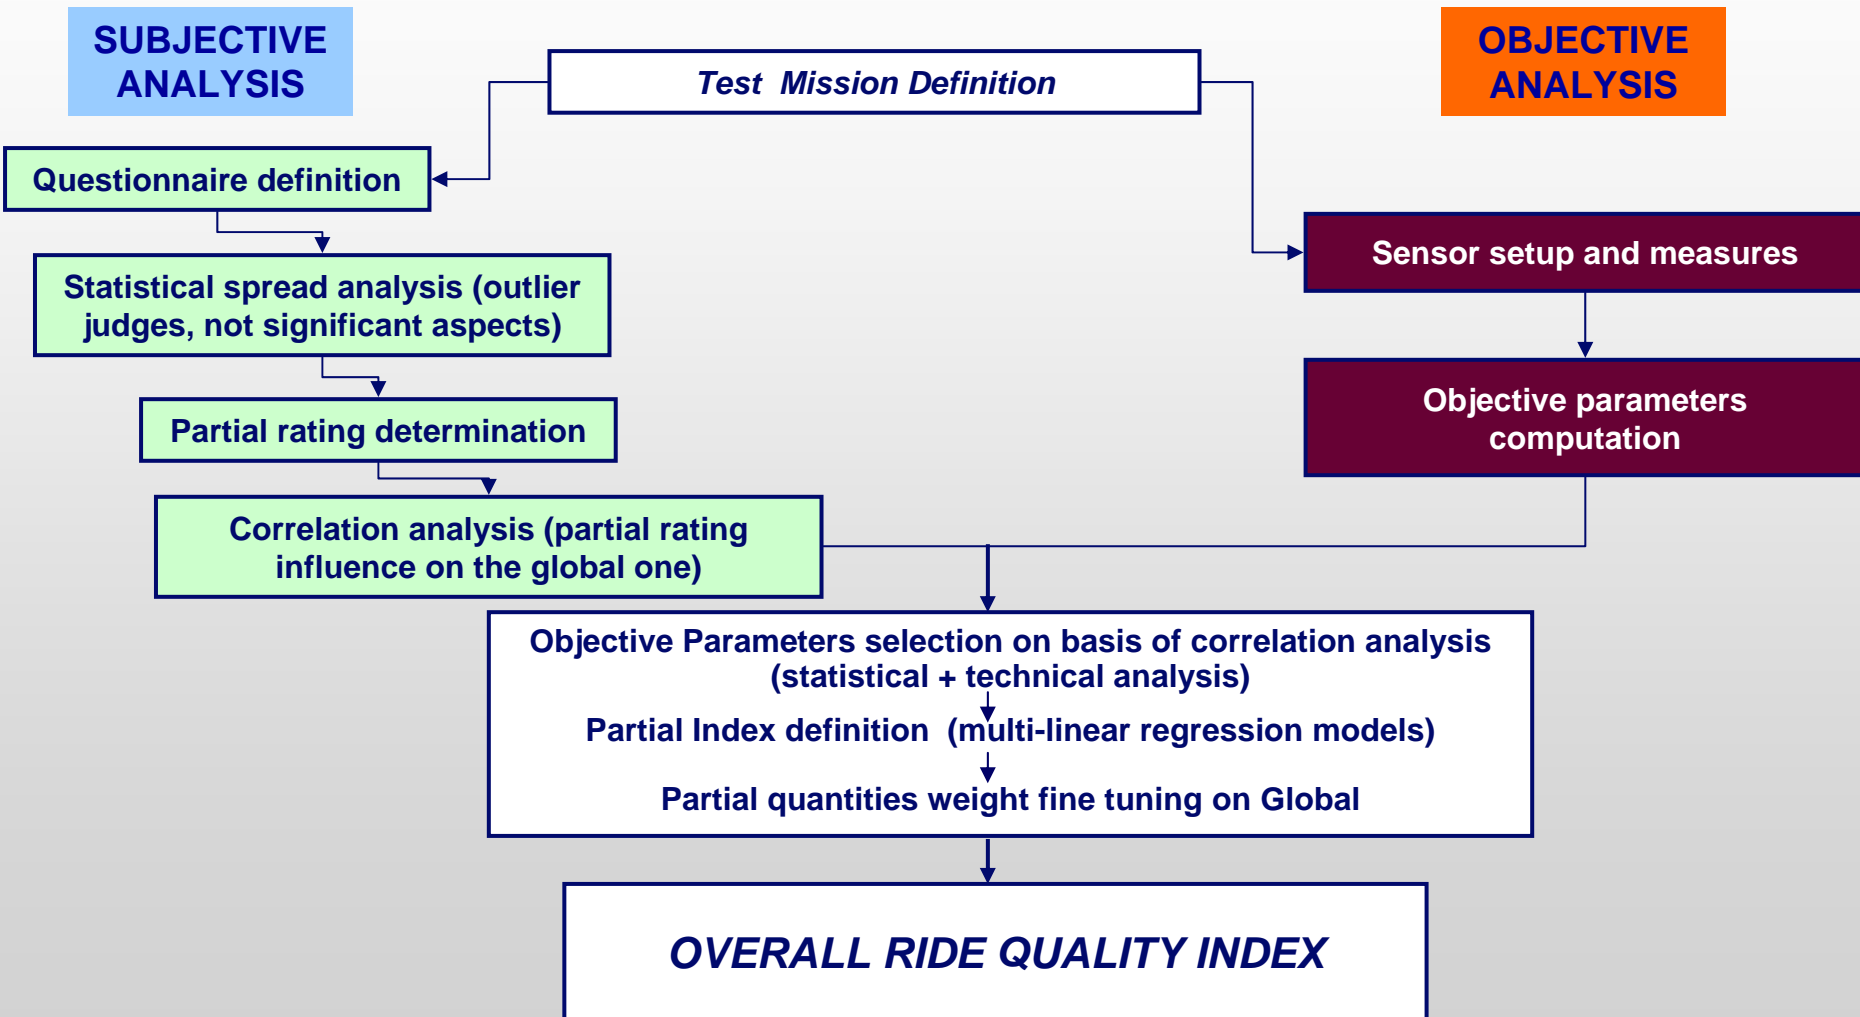 SUBJECTIVE
ANALYSIS
OBJECTIVE
ANALYSIS
Test Mission Definition
Questionnaire definition
Sensor setup and measures
Statistical spread analysis (outlier
judges, not significant aspects)
Objective parameters
computation
Partial rating determination
Correlation analysis (partial rating
influence on the global one)
Objective Parameters selection on basis of correlation analysis
(statistical + technical analysis)
Partial Index definition (multi-linear regression models)
Partial quantities weight fine tuning on Global
OVERALL RIDE QUALITY INDEX